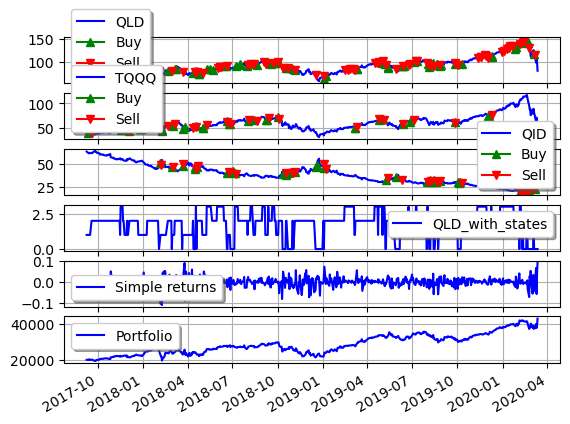 QLD
Buy
Sell
150
100
TQQQ
Buy
Sell
100
50
QID
Buy
Sell
50
25
2.5
0.0
QLD_with_states
0.1
0.0
−0.1
Simple returns
40000
20000
Portfolio
2017-10
2018-01
2018-04
2018-07
2018-10
2019-01
2019-04
2019-07
2019-10
2020-01
2020-04